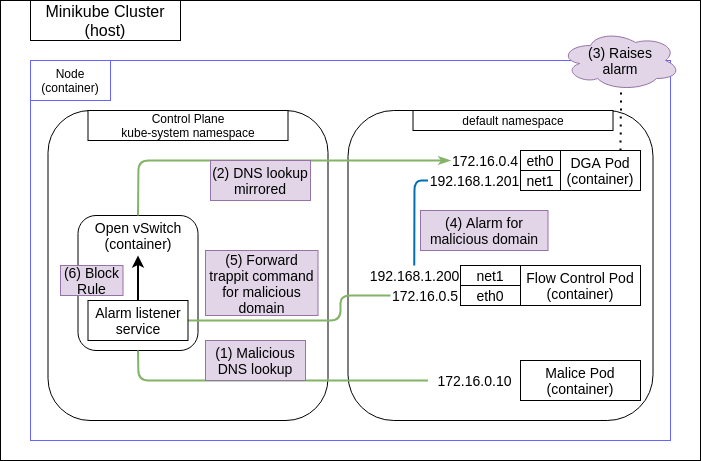 Minikube Cluster
(host)
(3) Raises
alarm
Node
(container)
Control Plane
kube-system namespace
default namespace
172.16.0.4
eth0
DGA Pod
(container)
192.168.1.201
net1
(2) DNS lookup
mirrored
Open vSwitch
(container)
(4) Alarm for
malicious domain
(5) Forward
trappit command
for malicious
domain
(6) Block
Rule
192.168.1.200
net1
Flow Control Pod
(container)
172.16.0.5
eth0
Alarm listener
service
(1) Malicious
DNS lookup
172.16.0.10
Malice Pod
(container)